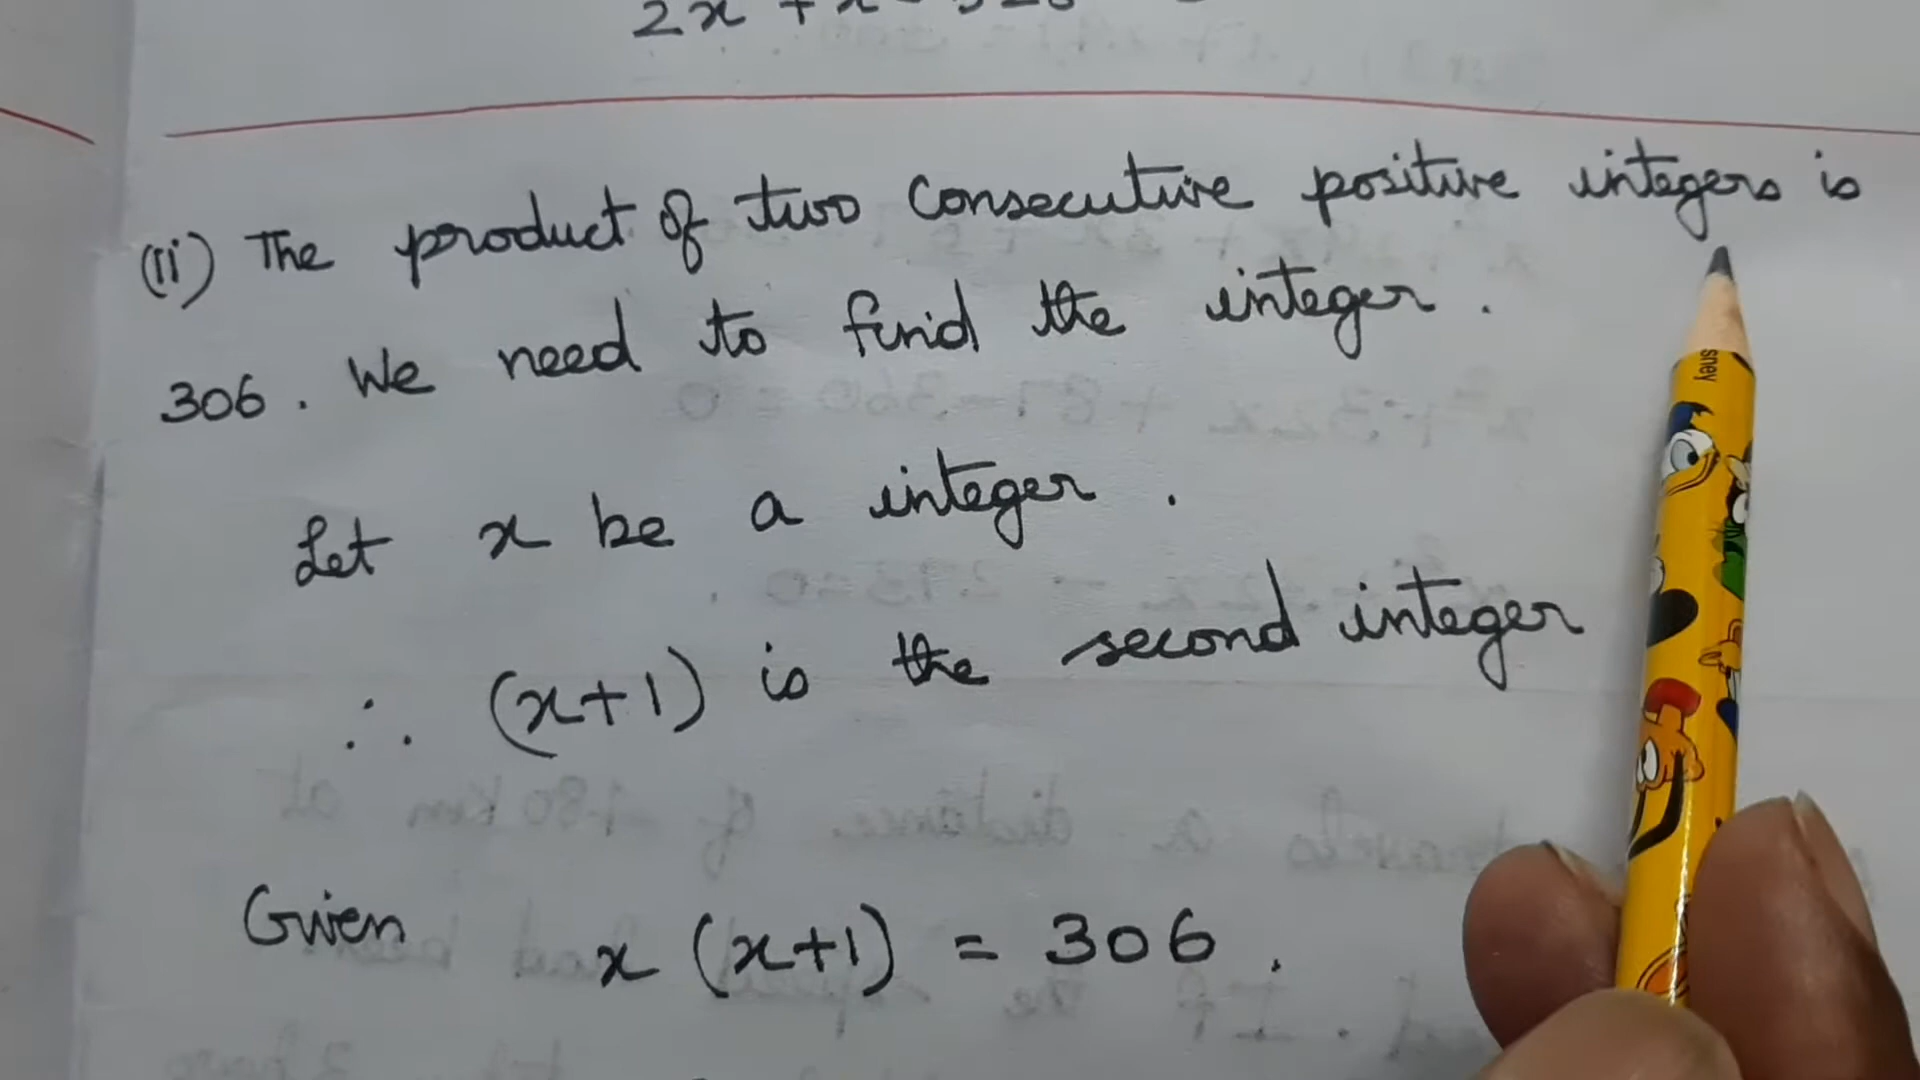 (ii) The product of two consecutive positive integers is
306. We need to find the integer.
Let x be a integer.
∴ (x+1) is the second integer
Given x (x+1) = 306.